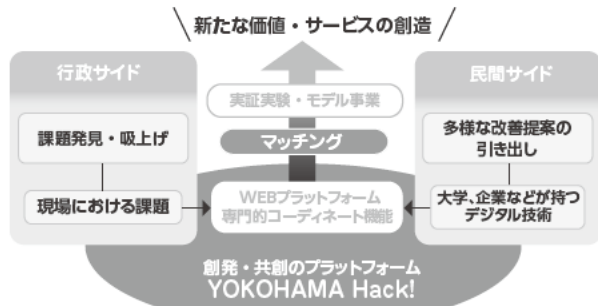 新たな価値・サービスの創造
行政サイド
課題発見・吸上げ
現場における課題
実証実験・モデル事業
マッチング
WEBプラットフォーム
専門的コーディネート機能
民間サイド
多様な改善提案の
引き出し
大学、企業などが持つ
デジタル技術
創発・共創のプラットフォーム
YOKOHAMA Hack!